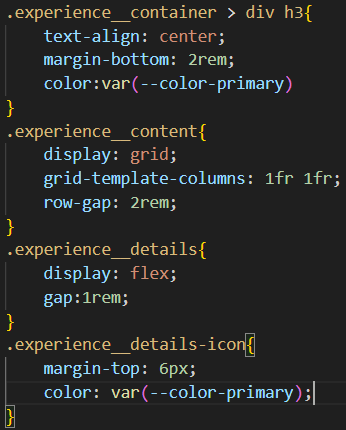 .experience__container > div h3{
    text-align: center;
    margin-bottom: 2rem;
    color:var(--color-primary)
}
.experience__content{
    display: grid;
    grid-template-columns: 1fr 1fr;
    row-gap: 2rem;
}
.experience__details{
    display: flex;
    gap:1rem;
}
.experience__details-icon{
    margin-top: 6px;
    color: var(--color-primary);
}